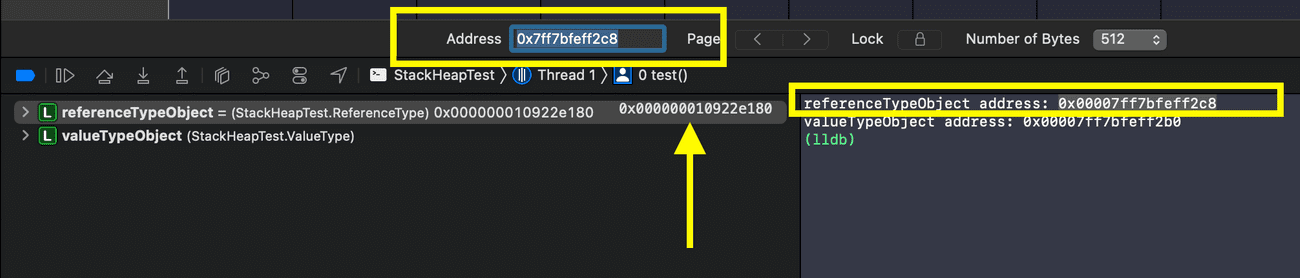 Address 0x7ff7bfeff2c8 Page Lock Number of Bytes 512
StackHeapTest Thread 1 0 test()
referenceTypeObject = (StackHeapTest.ReferenceType) 0x000000010922e180 0x000000010922e180
valueTypeObject (StackHeapTest.ValueType)
referenceTypeObject address: 0x00007ff7bfeff2c8
valueTypeObject address: 0x00007ff7bfeff2b0
(lldb)